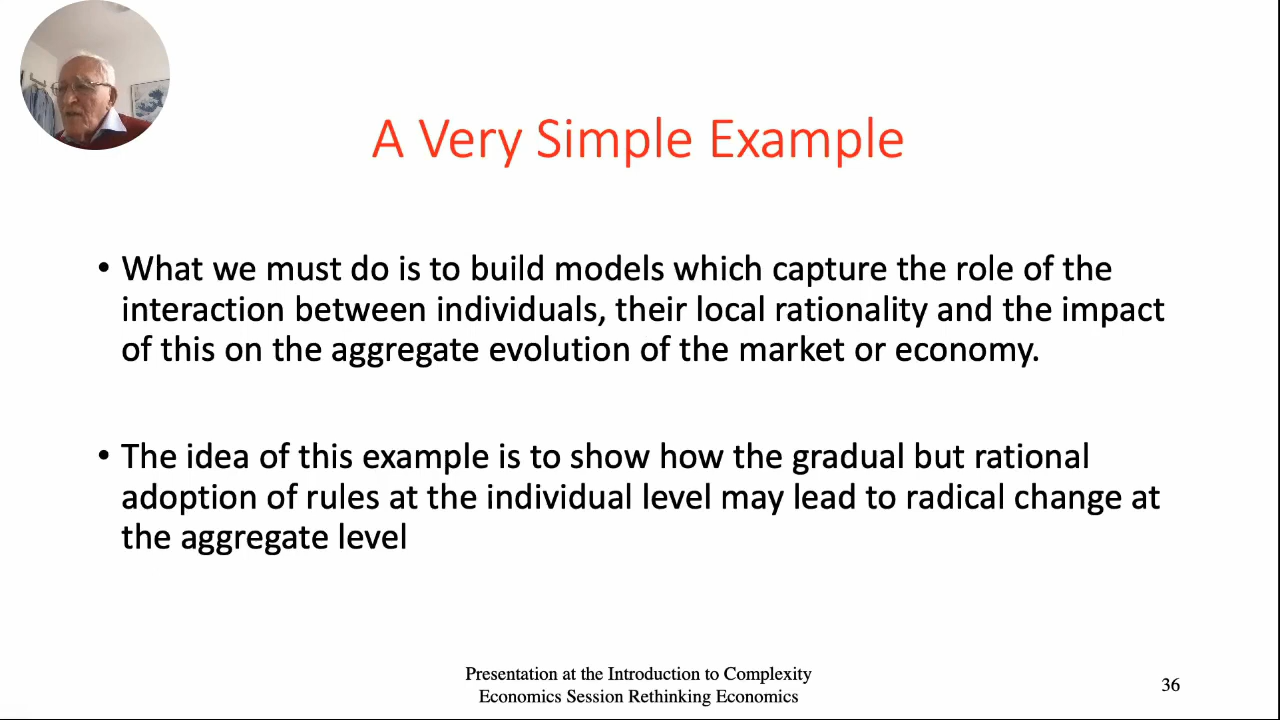 A Very Simple Example
• What we must do is to build models which capture the role of the
interaction between individuals, their local rationality and the impact
of this on the aggregate evolution of the market or economy.
• The idea of this example is to show how the gradual but rational
adoption of rules at the individual level may lead to radical change at
the aggregate level
Presentation at the Introduction to Complexity
Economics Session Rethinking Economics
36